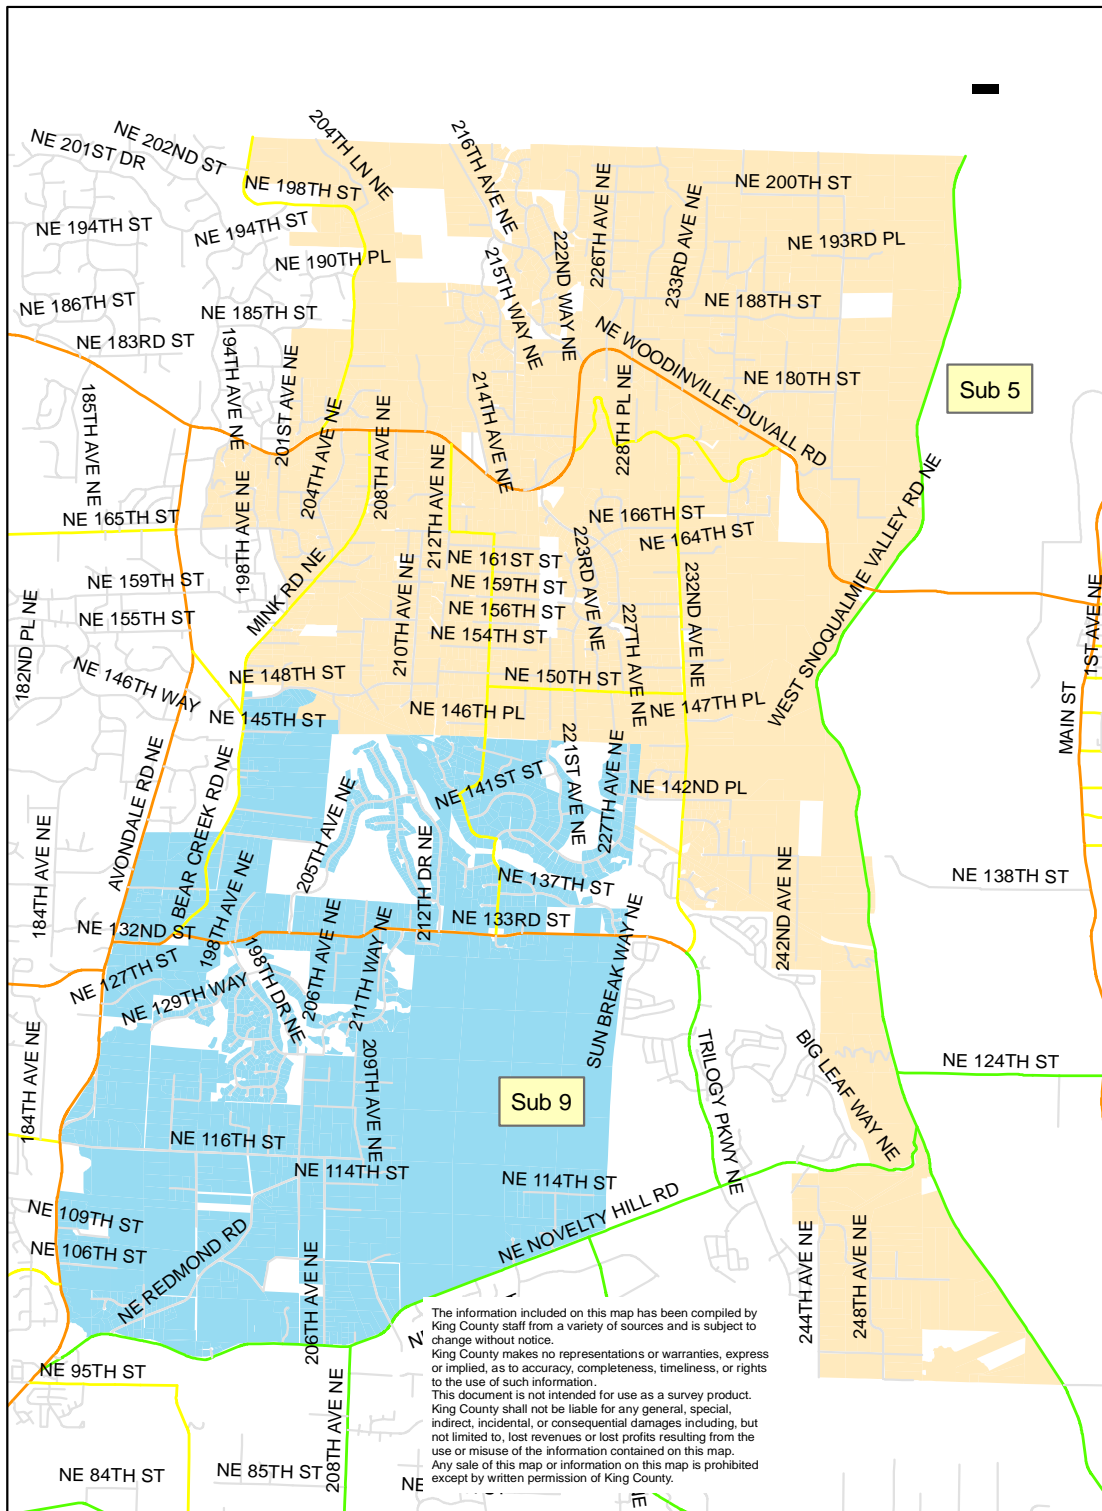 NE 201ST DR
NE 202ND ST
204TH LN NE
216TH AVE NE
NE 198TH ST
226TH AVE NE
233RD AVE NE
NE 200TH ST
NE 194TH ST
NE 194TH ST
NE 190TH PL
215TH WAY NE
222ND WAY NE
NE 193RD PL
NE 186TH ST
NE 185TH ST
NE 188TH ST
NE 183RD ST
194TH AVE NE
201ST AVE NE
NE WOODINVILLE-DUVALL RD
NE 180TH ST
Sub 5
185TH AVE NE
204TH AVE NE
208TH AVE NE
214TH AVE NE
228TH PL NE
212TH AVE NE
198TH AVE NE
NE 165TH ST
NE 166TH ST
NE 164TH ST
WEST SNOQUALMIE VALLEY RD NE
NE 161ST ST
223RD AVE NE
232ND AVE NE
NE 159TH ST
NE 159TH ST
MINK RD NE
210TH AVE NE
NE 156TH ST
227TH AVE NE
1ST AVE NE
NE 155TH ST
NE 154TH ST
182ND PL NE
NE 146TH WAY
NE 148TH ST
NE 150TH ST
NE 145TH ST
NE 146TH PL
NE 147TH PL
MAIN ST
AVONDALE RD NE
BEAR CREEK RD NE
205TH AVE NE
NE 141ST ST
221ST AVE NE
227TH AVE NE
NE 142ND PL
184TH AVE NE
198TH AVE NE
212TH DR NE
NE 137TH ST
242ND AVE NE
NE 138TH ST
NE 132ND ST
206TH AVE NE
211TH WAY NE
NE 133RD ST
SUN BREAK WAY NE
NE 127TH ST
NE 129TH WAY
198TH DR NE
184TH AVE NE
209TH AVE NE
Sub 9
TRILOGY PKWY NE
BIG LEAF WAY NE
NE 124TH ST
NE 116TH ST
NE 114TH ST
NE 114TH ST
NE 109TH ST
NE 106TH ST
NE REDMOND RD
206TH AVE NE
NE NOVELTY HILL RD
244TH AVE NE
248TH AVE NE
NE 95TH ST
208TH AVE NE
NE 84TH ST
NE 85TH ST
NE
NE
The information included on this map has been compiled by
King County staff from a variety of sources and is subject to
change without notice.
King County makes no representations or warranties, express
or implied, as to accuracy, completeness, timeliness, or rights
to the use of such information.
This document is not intended for use as a survey product.
King County shall not be liable for any general, special,
indirect, incidental, or consequential damages including, but
not limited to, lost revenues or lost profits resulting from the
use or misuse of the information contained on this map.
Any sale of this map or information on this map is prohibited
except by written permission of King County.